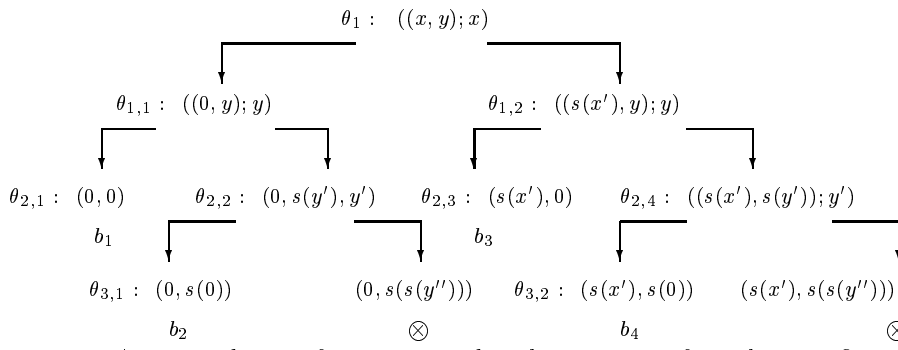 θ₁ : ((x, y); x)
θ₁,₁ : ((0, y); y) θ₁,₂ : ((s(x′), y); y)
θ₂,₁ : (0, 0) θ₂,₂ : (0, s(y′), y′) θ₂,₃ : (s(x′), 0) θ₂,₄ : ((s(x′), s(y′)); y′)
b₁ b₃
θ₃,₁ : (0, s(0)) (0, s(s(y′′))) θ₃,₂ : (s(x′), s(0)) (s(x′), s(s(y′′)))
b₂ ⊗ b₄ ⊗